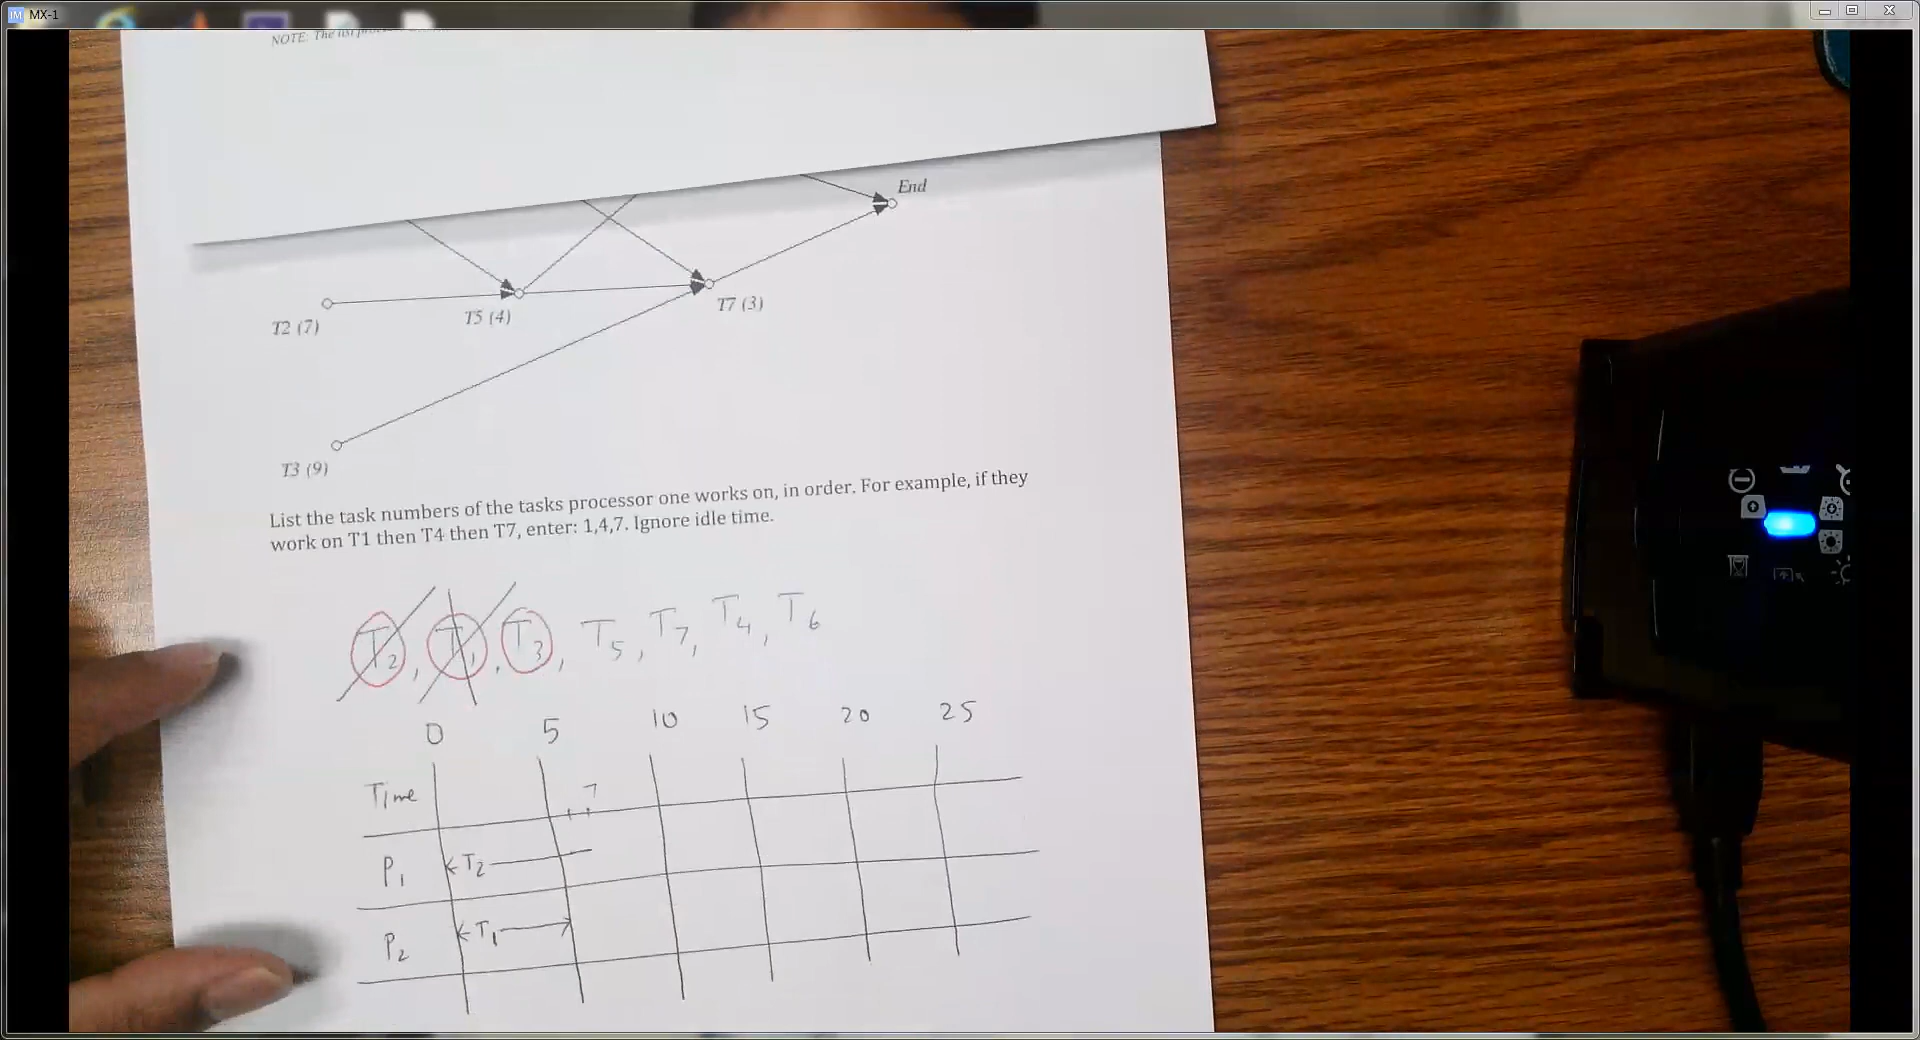 MX-1
NOTE: The list
End
T7 (3)
T5 (4)
T2 (7)
T3 (9)
List the task numbers of the tasks processor one works on, in order. For example, if they
work on T1 then T4 then T7, enter: 1,4,7. Ignore idle time.
T2, T1, T3, T5, T7, T4, T6
0 5 10 15 20 25
Time 7
P1 T2
P2 T1